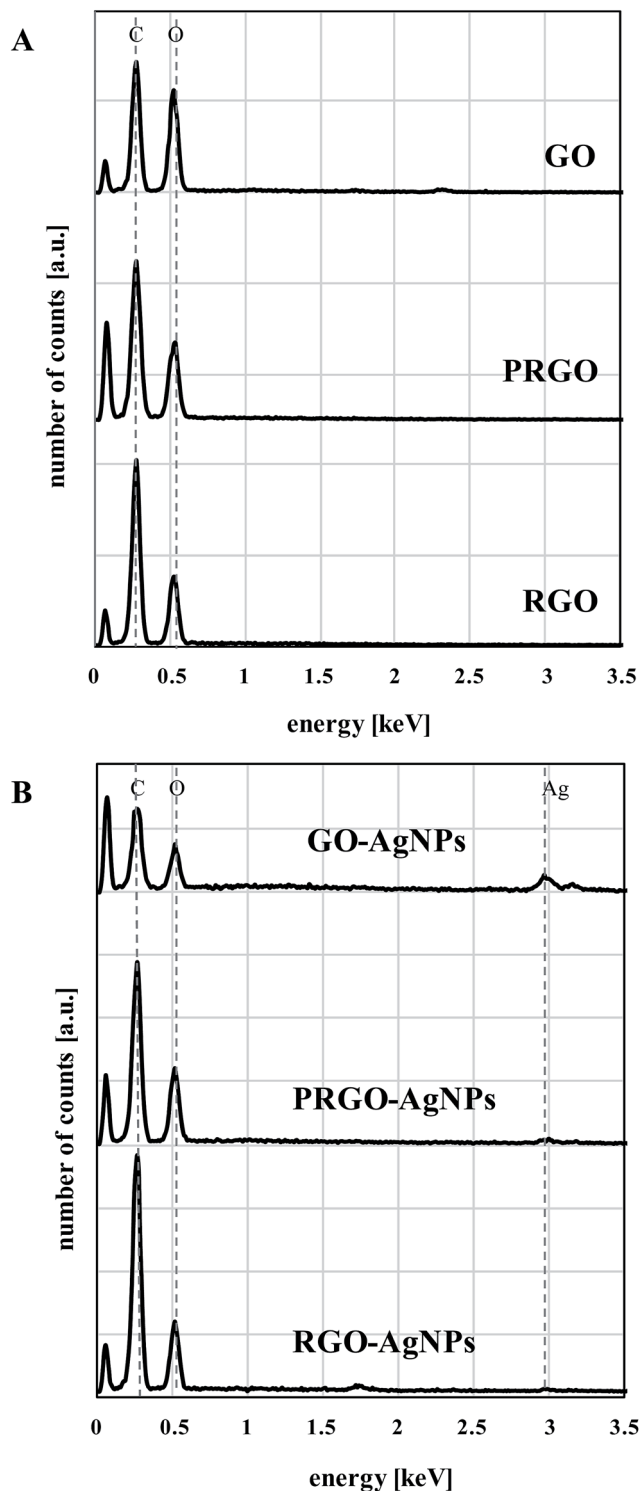 A
C O
GO
PRGO
RGO
number of counts [a.u.]
0 0.5 1 1.5 2 2.5 3 3.5
energy [keV]
B
C O Ag
GO-AgNPs
PRGO-AgNPs
RGO-AgNPs
number of counts [a.u.]
0 0.5 1 1.5 2 2.5 3 3.5
energy [keV]